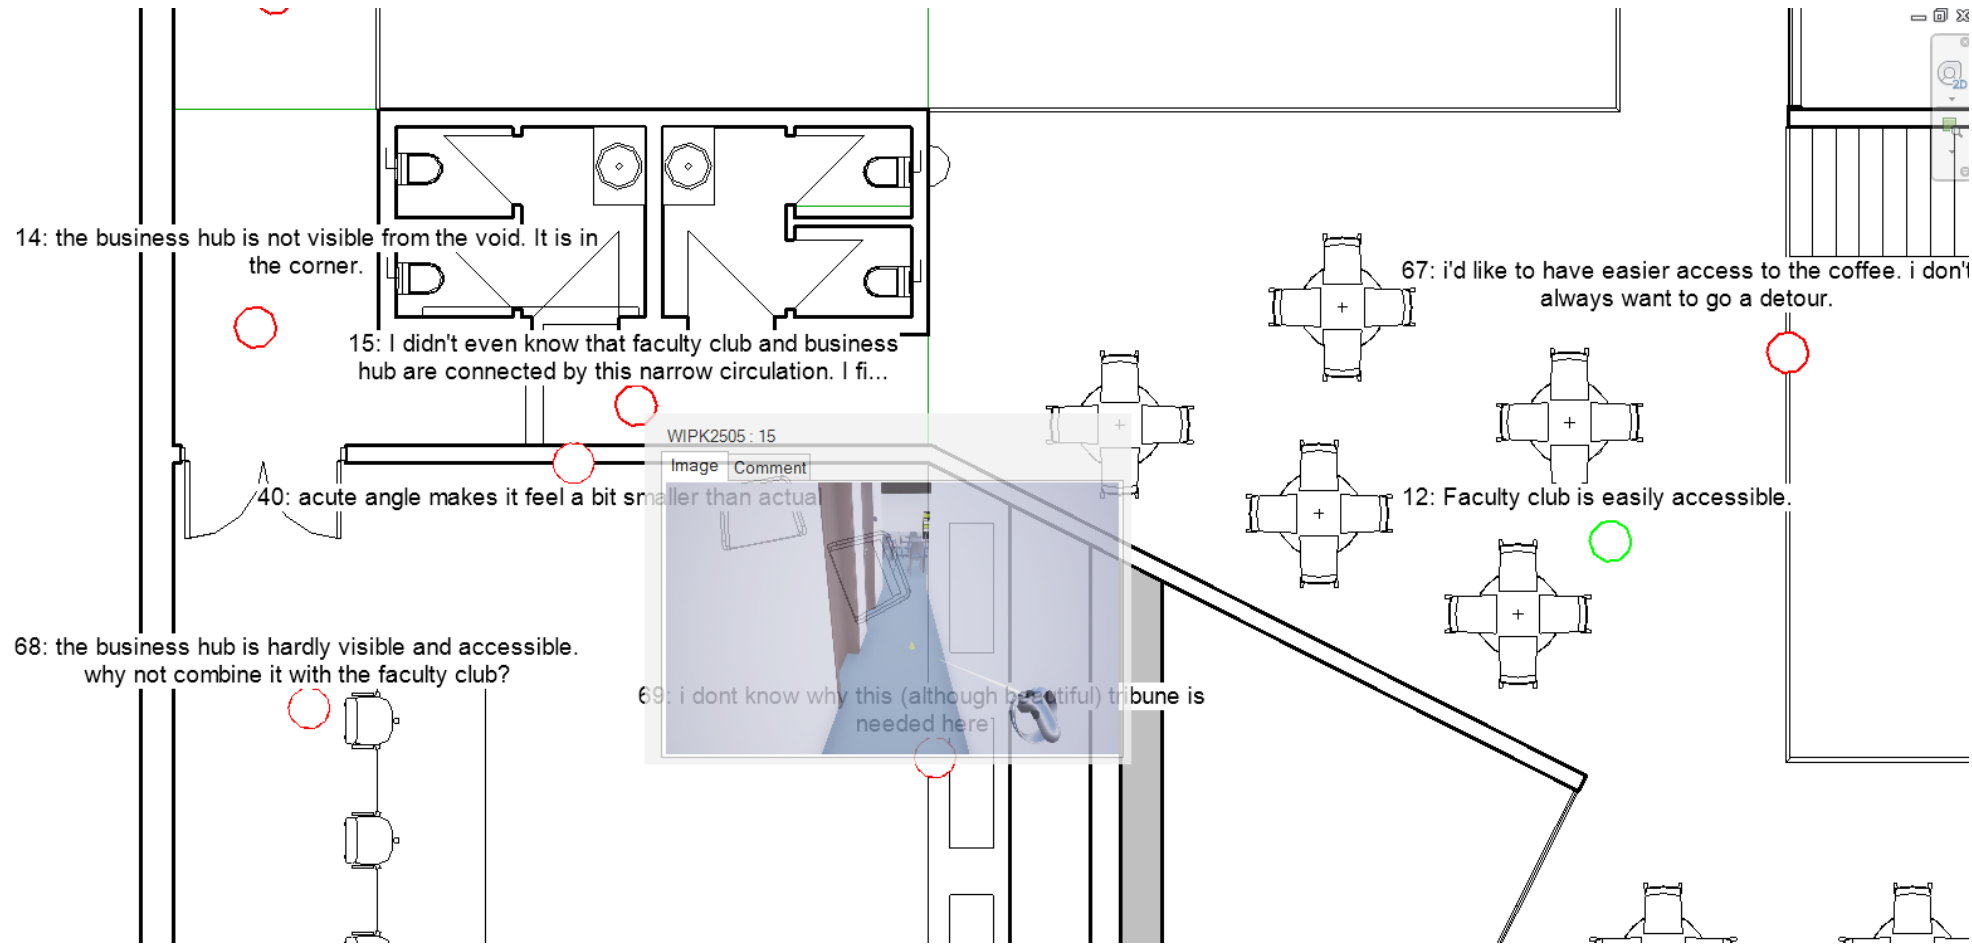 2D
14: the business hub is not visible from the void. It is in
the corner.
67: i'd like to have easier access to the coffee. i don't
always want to go a detour.
15: I didn't even know that faculty club and business
hub are connected by this narrow circulation. I fi...
WIPK2505 : 15
Image
Comment
40: acute angle makes it feel a bit smaller than actual
12: Faculty club is easily accessible.
68: the business hub is hardly visible and accessible.
why not combine it with the faculty club?
69: i dont know why this (although beautiful) tribune is
needed here